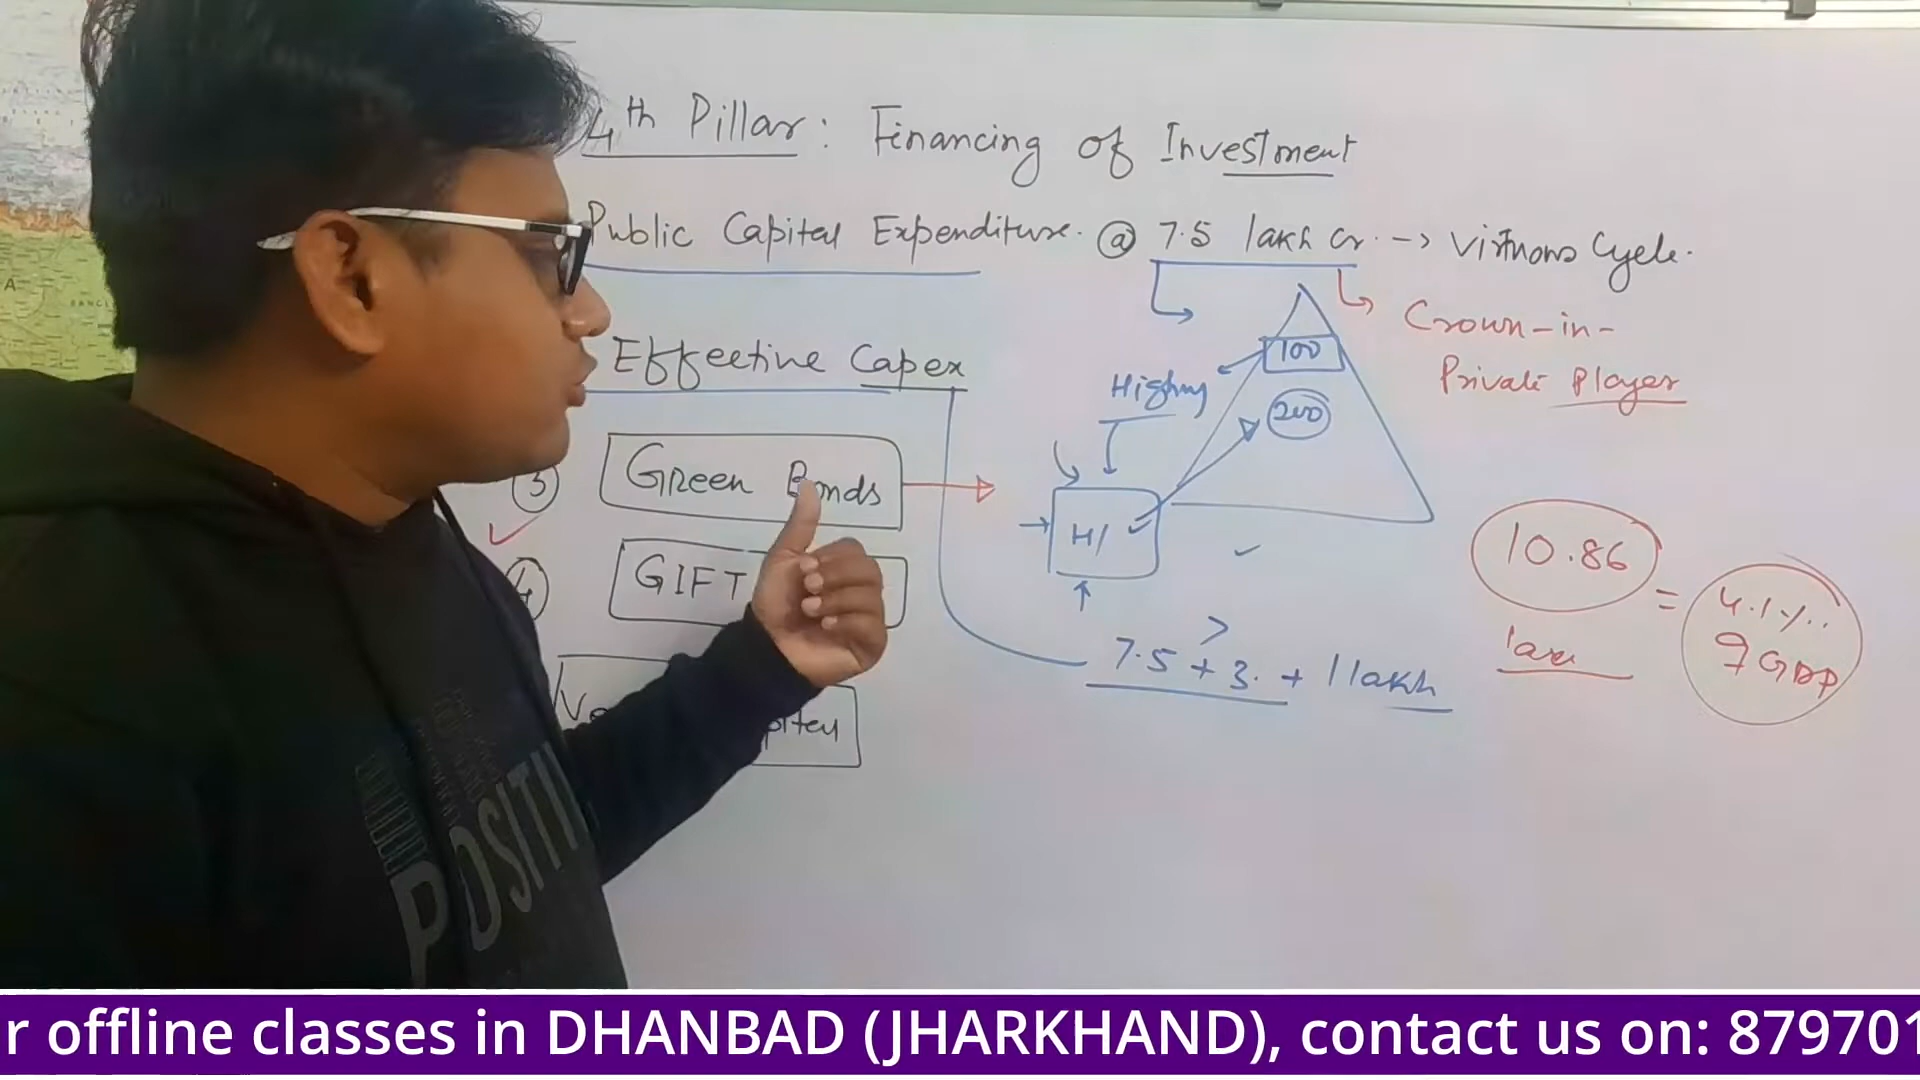 4th Pillar: Financing of Investment
Public Capital Expenditure. @ 7.5 lakh cr. -> Virtuous Cycle.
Crown-in-
Private Player
100
Effective Capex
Highway
200
3
Green Bonds
H/
10.86
lakh
= 4.1%
of GDP
4
GIFT
7.5 + 3. + 1 lakh
>
POSITI
r offline classes in DHANBAD (JHARKHAND), contact us on: 879701